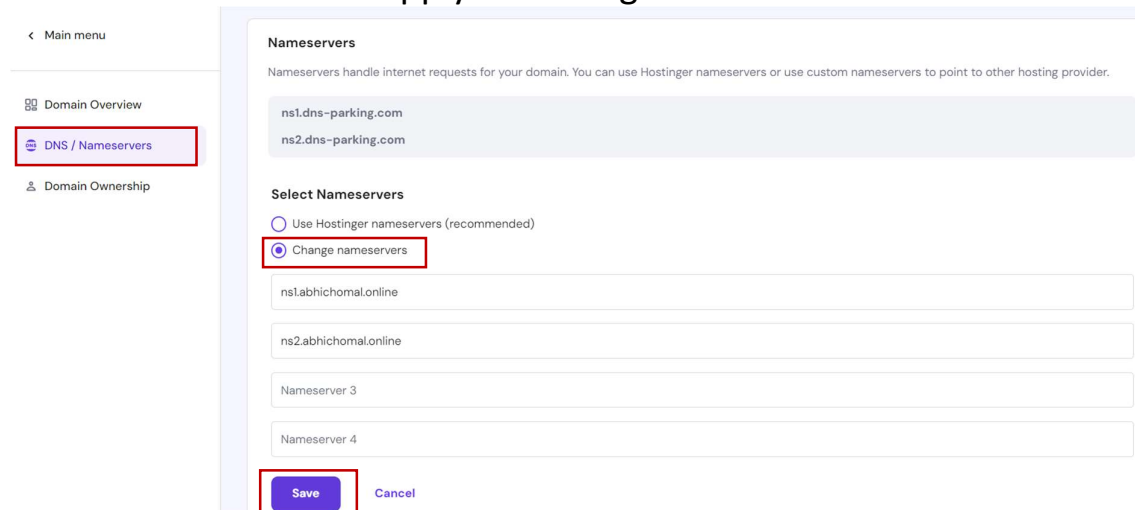 Main menu
Domain Overview
DNS DNS / Nameservers
Domain Ownership
Nameservers
Nameservers handle internet requests for your domain. You can use Hostinger nameservers or use custom nameservers to point to other hosting provider.
ns1.dns-parking.com
ns2.dns-parking.com
Select Nameservers
Use Hostinger nameservers (recommended)
Change nameservers
ns1.abhichomal.online
ns2.abhichomal.online
Nameserver 3
Nameserver 4
Save Cancel